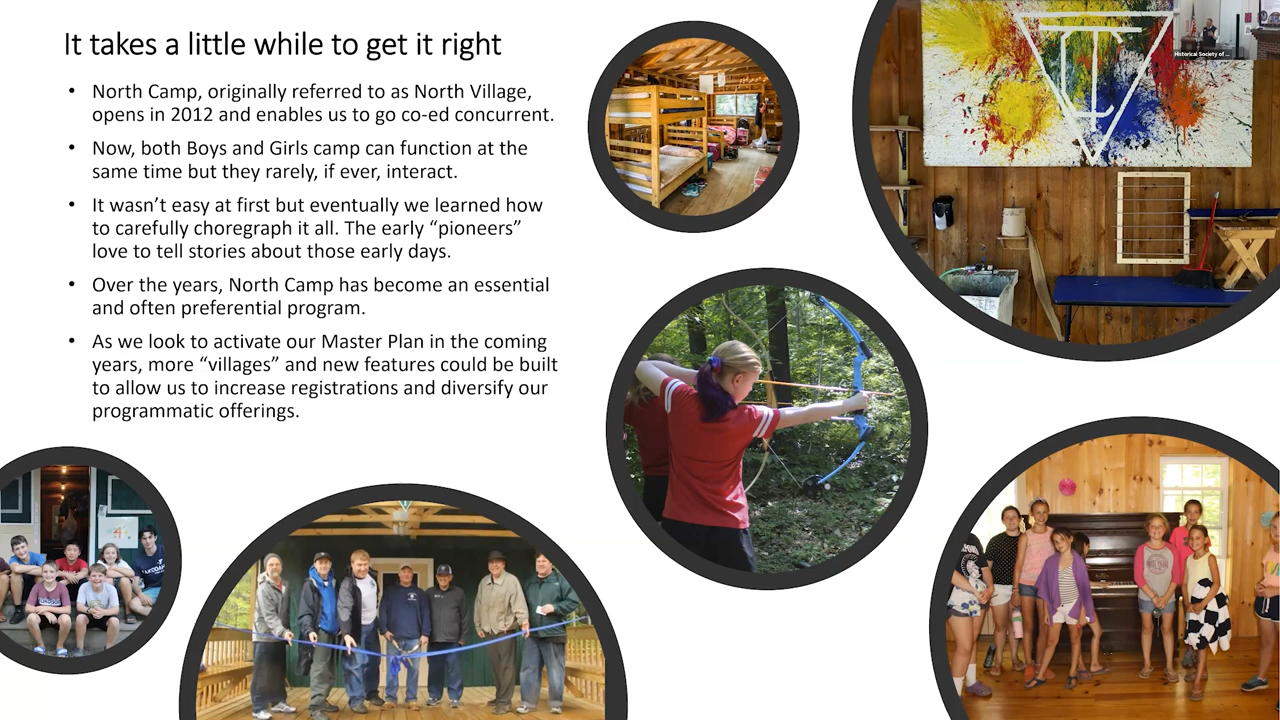 It takes a little while to get it right
• North Camp, originally referred to as North Village,
opens in 2012 and enables us to go co-ed concurrent.
• Now, both Boys and Girls camp can function at the
same time but they rarely, if ever, interact.
• It wasn’t easy at first but eventually we learned how
to carefully choregraph it all. The early “pioneers”
love to tell stories about those early days.
• Over the years, North Camp has become an essential
and often preferential program.
• As we look to activate our Master Plan in the coming
years, more “villages” and new features could be built
to allow us to increase registrations and diversify our
programmatic offerings.
Historical Society of ...